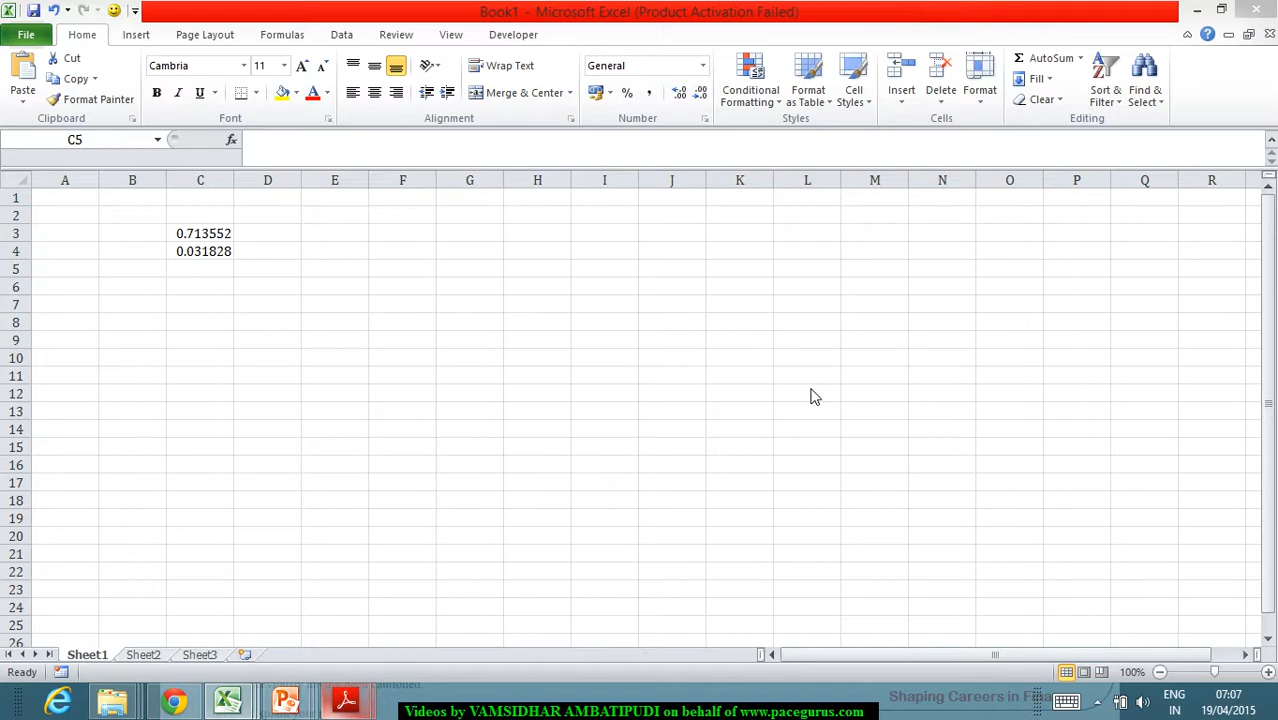 Book1 - Microsoft Excel (Product Activation Failed)
File Home Insert Page Layout Formulas Data Review View Developer
Paste
Cut
Copy
Format Painter
Clipboard
Cambria 11
B I U A
Font
Wrap Text
Merge & Center
Alignment
General
%
Number
Conditional Formatting
Format as Table
Cell Styles
Styles
Insert Delete Format
Cells
AutoSum
Fill
Clear
Sort & Filter
Find & Select
Editing
C5 fx
A B C D E F G H I J K L M N O P Q R
1
2
3 0.713552
4 0.031828
5
6
7
8
9
10
11
12
13
14
15
16
17
18
19
20
21
22
23
24
25
26
Sheet1 Sheet2 Sheet3
Ready 100%
Shaping Careers in Fina
ENG 07:07
IN 19/04/2015
Videos by VAMSIDHAR AMBATIPUDI on behalf of www.pacegurus.com